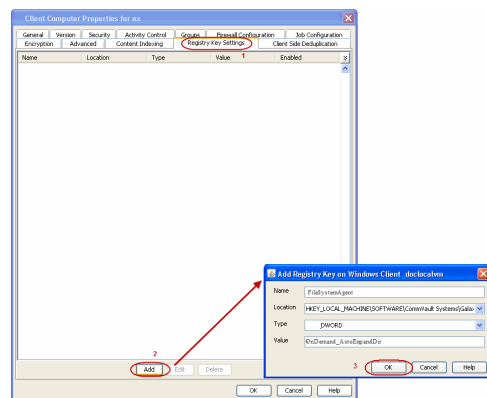 Client Computer Properties for ex
General Version Security Activity Control Groups Firewall Configuration Job Configuration
Encryption Advanced Content Indexing Registry Key Settings Client Side Deduplication
Name Location Type Value 1 Enabled
Add Registry Key on Windows Client doclocalvm
Name FileSystemAgent
Location HKEY_LOCAL_MACHINE\SOFTWARE\CommVault Systems\Galax
Type DWORD
Value OnDemand_AutoExpandDir
2
3 OK Cancel Help
Add Edit Delete
OK Cancel Help